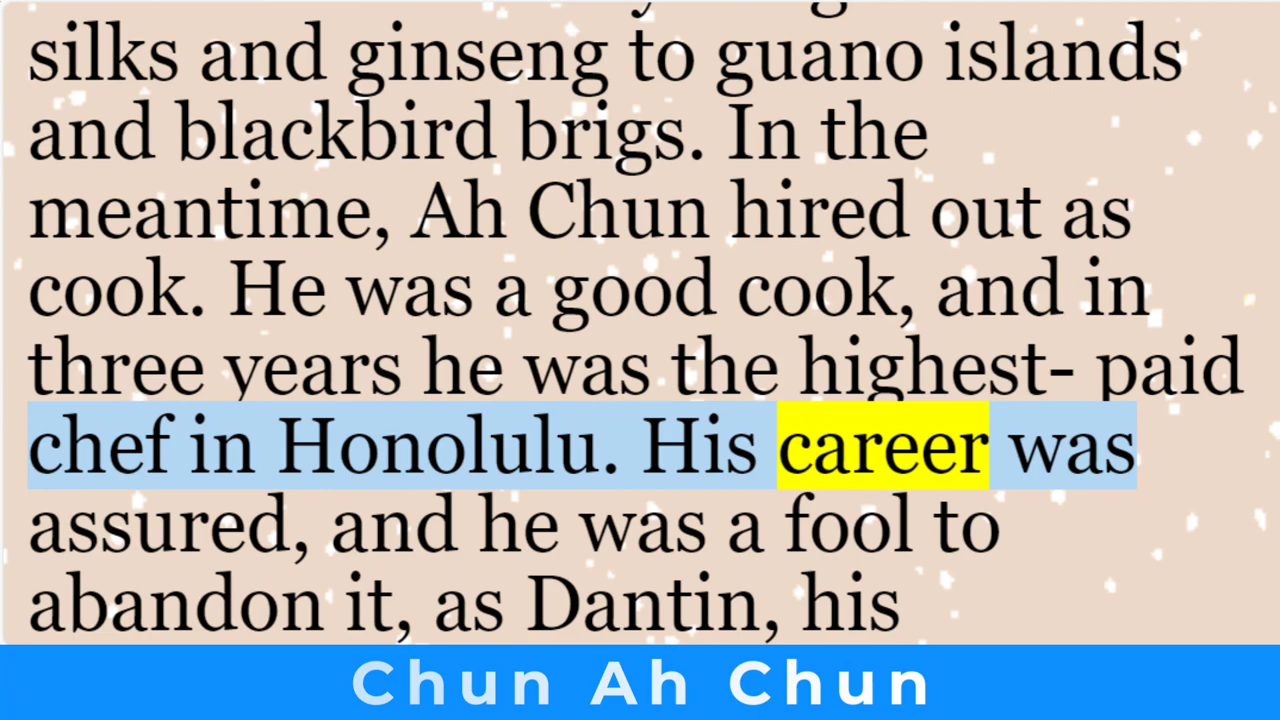 silks and ginseng to guano islands
and blackbird brigs. In the
meantime, Ah Chun hired out as
cook. He was a good cook, and in
three years he was the highest- paid
chef in Honolulu. His career was
assured, and he was a fool to
abandon it, as Dantin, his
Chun Ah Chun